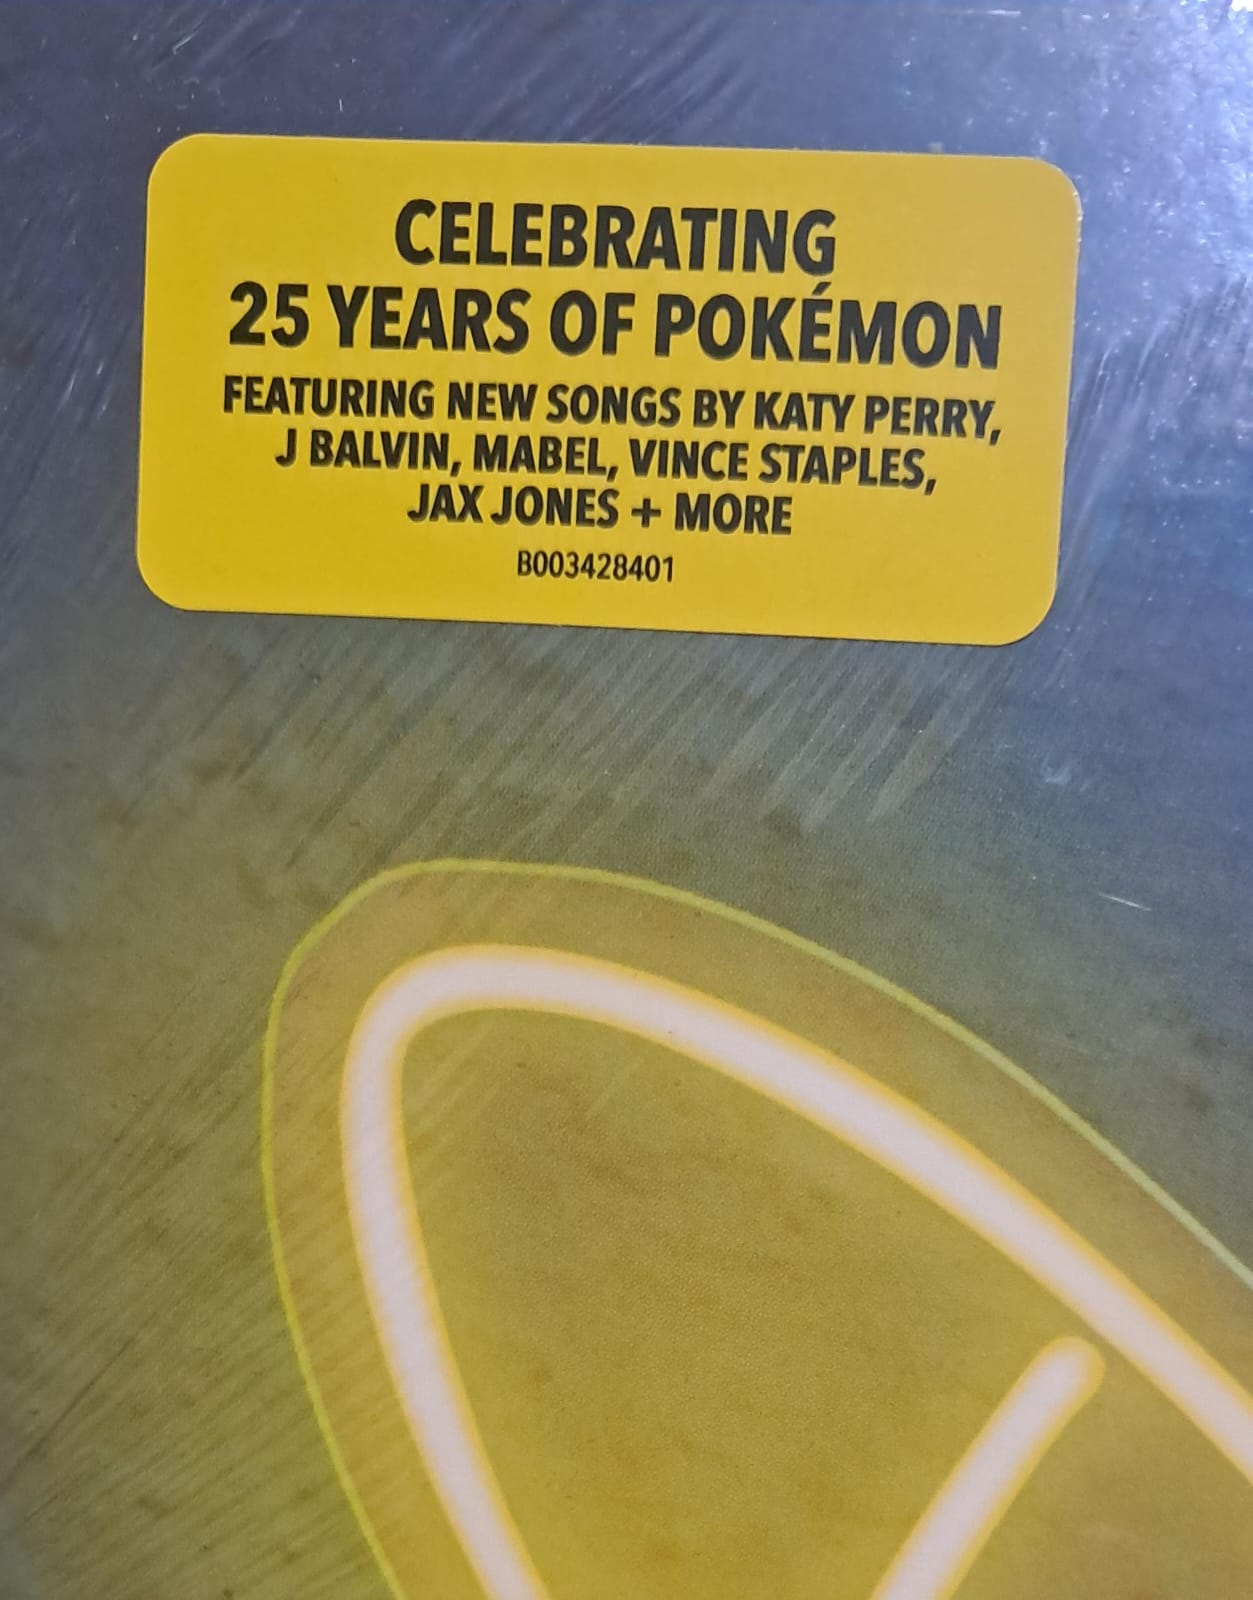 CELEBRATING
25 YEARS OF POKÉMON
FEATURING NEW SONGS BY KATY PERRY,
J BALVIN, MABEL, VINCE STAPLES,
JAX JONES + MORE
B003428401